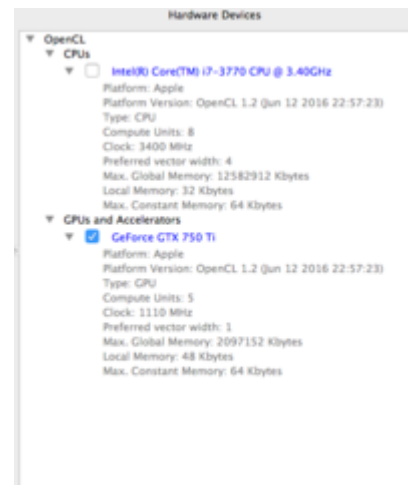 Hardware Devices
OpenCL
CPUs
Intel(R) Core(TM) i7-3770 CPU @ 3.40GHz
Platform: Apple
Platform Version: OpenCL 1.2 (Jun 12 2016 22:57:23)
Type: CPU
Compute Units: 8
Clock: 3400 MHz
Preferred vector width: 4
Max. Global Memory: 12582912 Kbytes
Local Memory: 32 Kbytes
Max. Constant Memory: 64 Kbytes
GPUs and Accelerators
GeForce GTX 750 Ti
Platform: Apple
Platform Version: OpenCL 1.2 (Jun 12 2016 22:57:23)
Type: GPU
Compute Units: 5
Clock: 1110 MHz
Preferred vector width: 1
Max. Global Memory: 2097152 Kbytes
Local Memory: 48 Kbytes
Max. Constant Memory: 64 Kbytes